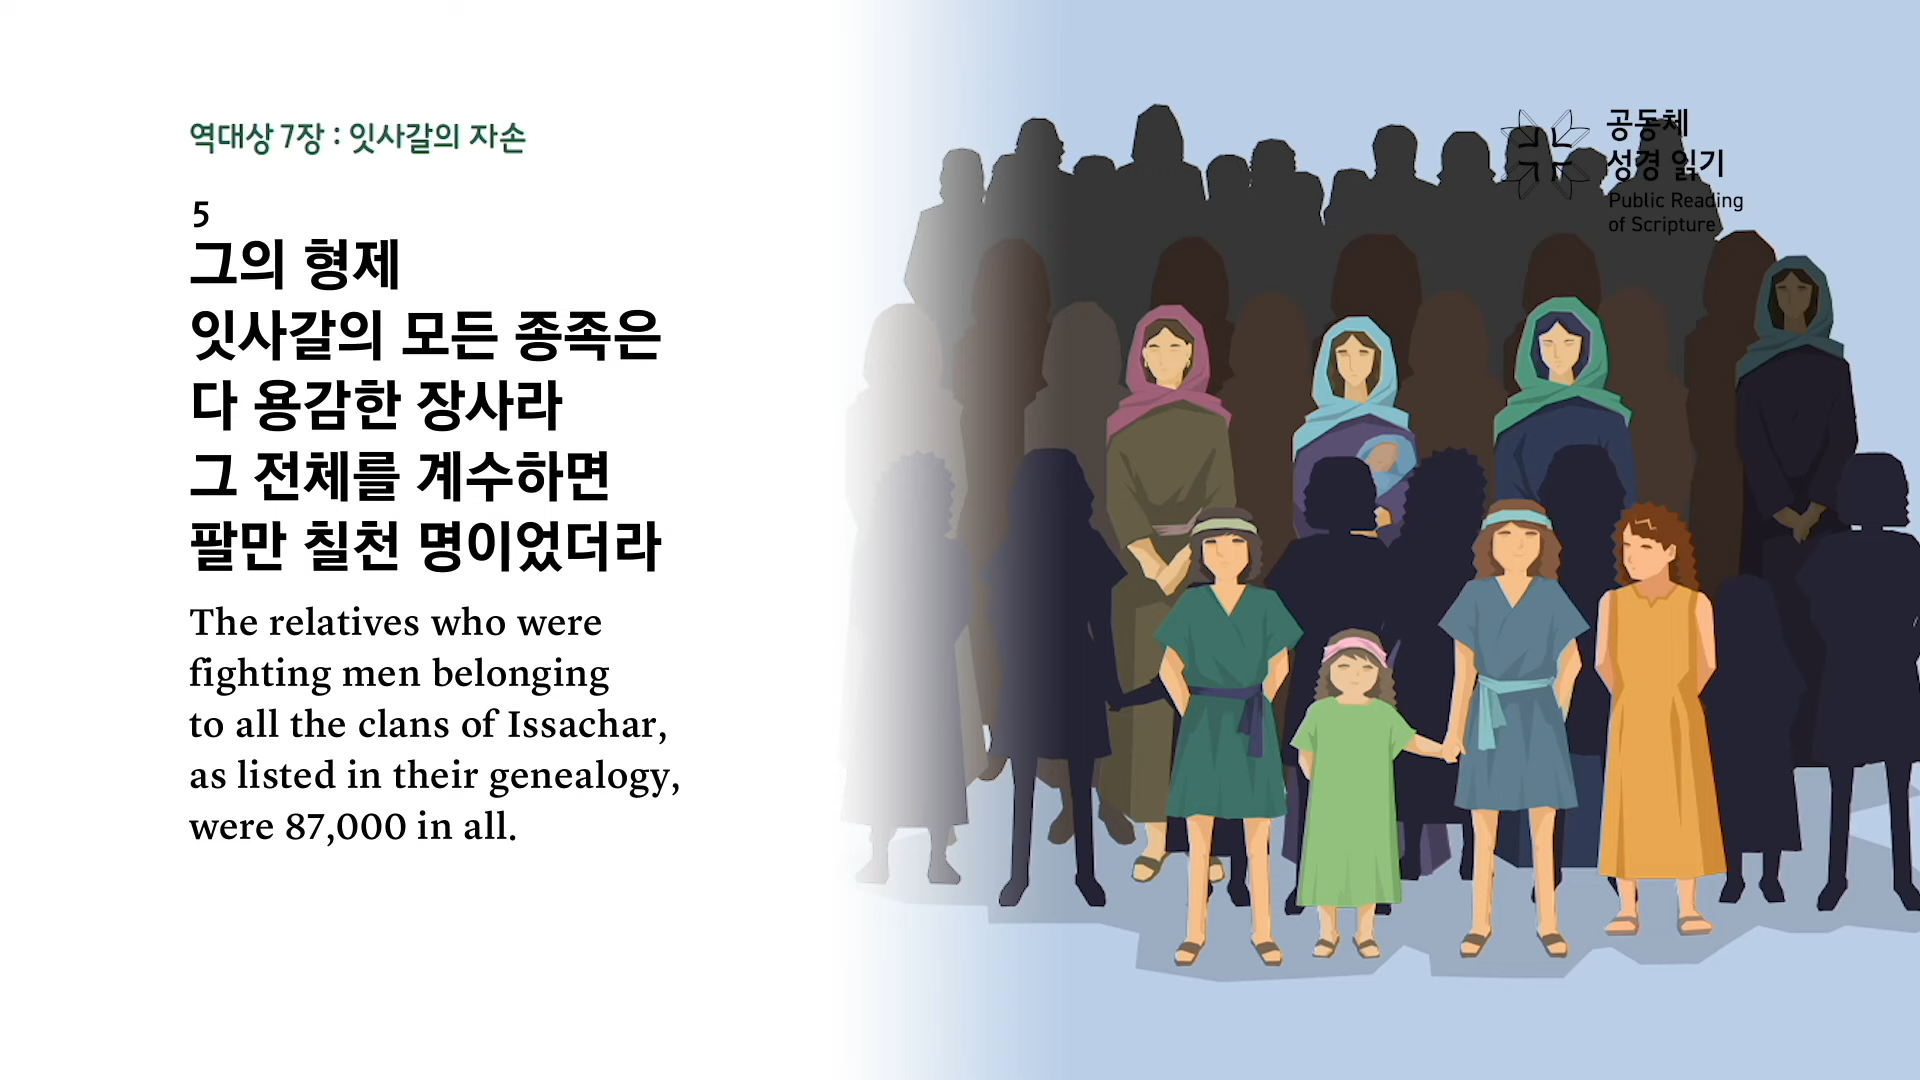 역대상 7장 : 잇사갈의 자손
5
그의 형제
잇사갈의 모든 종족은
다 용감한 장사라
그 전체를 계수하면
팔만 칠천 명이었더라
The relatives who were
fighting men belonging
to all the clans of Issachar,
as listed in their genealogy,
were 87,000 in all.
공동체
성경 읽기
Public Reading
of Scripture